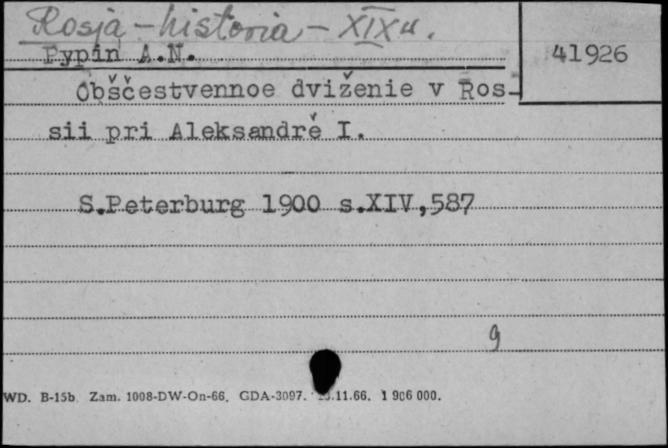 Rosja - historia - XIX w.
Pypin A.N.
41926
Obščestvennoe dviženie v Ros-
sii pri Aleksandrě I.
S.Peterburg 1900 s.XIV,587
g
WD. B-15b. Zam. 1008-DW-On-66. GDA-3097. .11.66. 1 906 000.